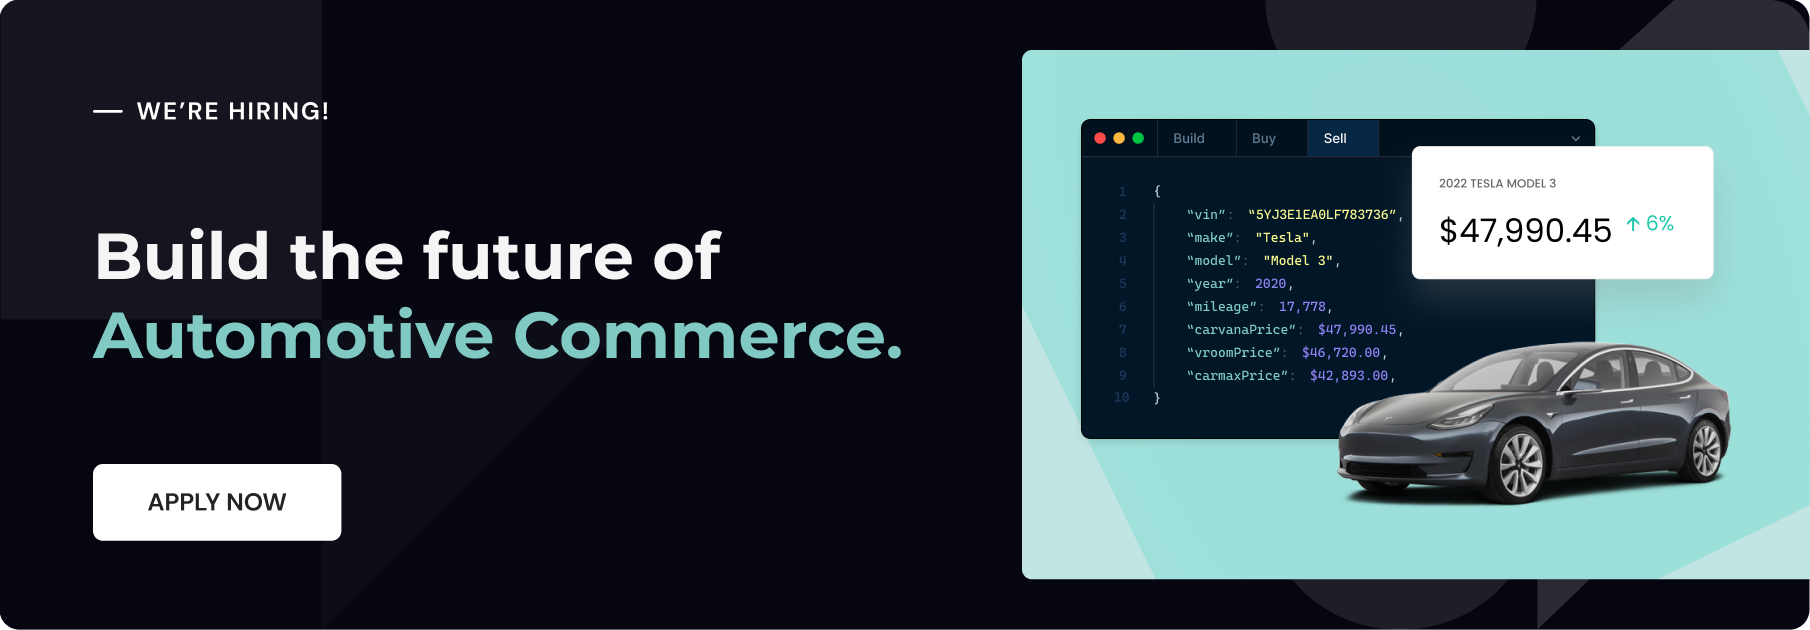 — WE’RE HIRING!
Build the future of
Automotive Commerce.
APPLY NOW
Build Buy Sell
1 {
2 “vin”: “5YJ3E1EA0LF783736”,
3 “make”: "Tesla",
4 “model”: "Model 3",
5 “year”: 2020,
6 “mileage”: 17,778,
7 “carvanaPrice”: $47,990.45,
8 “vroomPrice”: $46,720.00,
9 “carmaxPrice”: $42,893.00,
10 }
2022 TESLA MODEL 3
$47,990.45 ↑ 6%